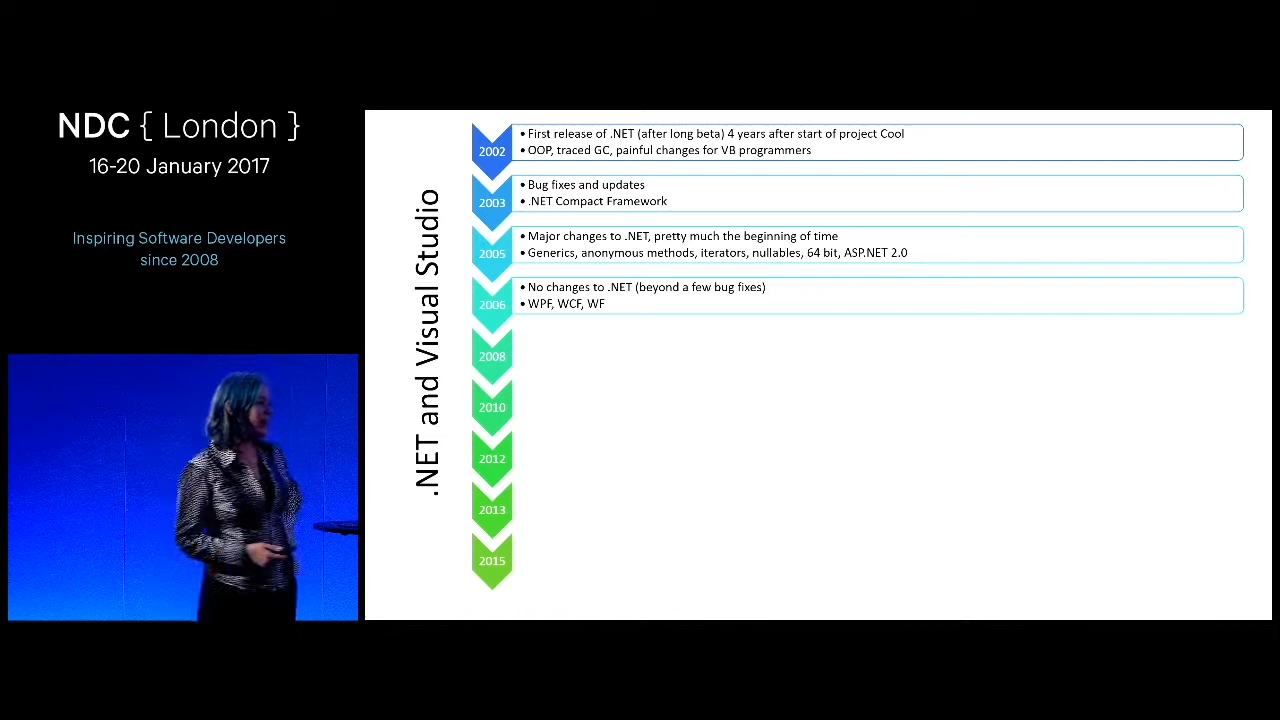 NDC { London }
16-20 January 2017
Inspiring Software Developers
since 2008
.NET and Visual Studio
2002
• First release of .NET (after long beta) 4 years after start of project Cool
• OOP, traced GC, painful changes for VB programmers
2003
• Bug fixes and updates
• .NET Compact Framework
2005
• Major changes to .NET, pretty much the beginning of time
• Generics, anonymous methods, iterators, nullables, 64 bit, ASP.NET 2.0
2006
• No changes to .NET (beyond a few bug fixes)
• WPF, WCF, WF
2008
2010
2012
2013
2015